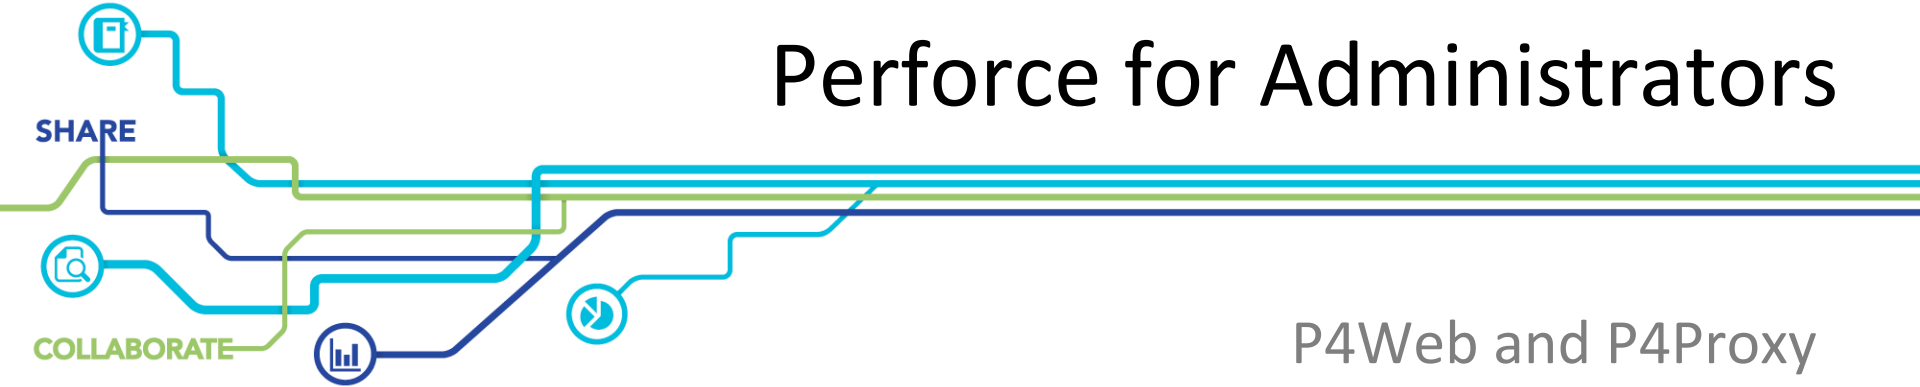 Perforce for Administrators
SHARE
COLLABORATE
P4Web and P4Proxy